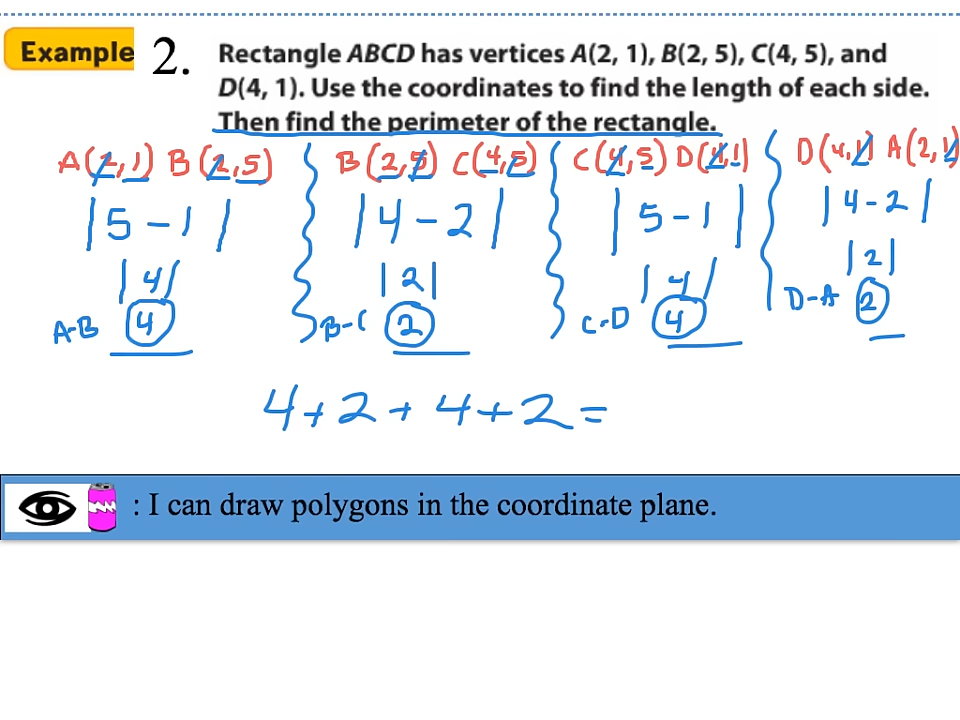 Example 2. Rectangle ABCD has vertices A(2, 1), B(2, 5), C(4, 5), and
D(4, 1). Use the coordinates to find the length of each side.
Then find the perimeter of the rectangle.
A(2,1) B(2,5) B(2,5) C(4,5) C(4,5) D(4,1) D(4,1) A(2,1)
|5-1| |4-2| |5-1| |4-2|
|4| |2| |4| |2|
A-B 4 B-C 2 C-D 4 D-A 2
4+2+4+2=
: I can draw polygons in the coordinate plane.